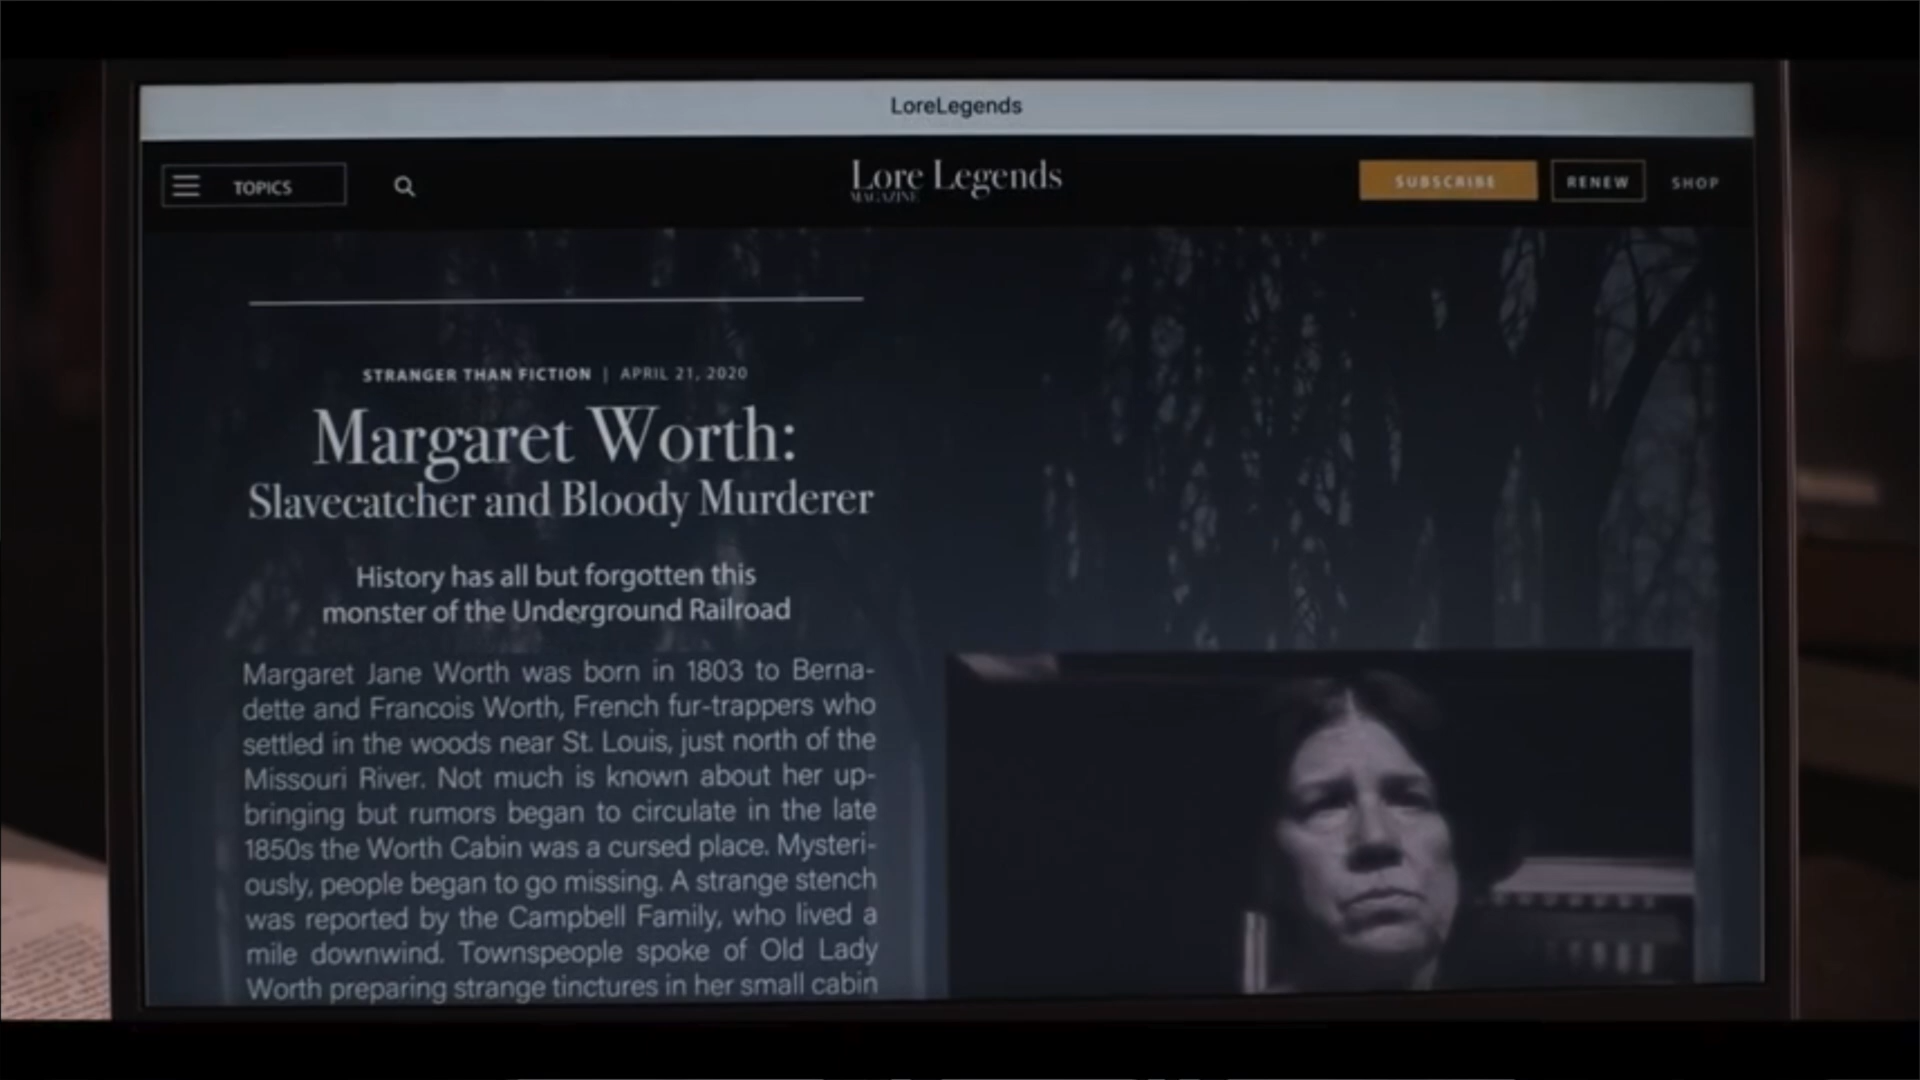 LoreLegends
TOPICS
Lore Legends
MAGAZINE
SUBSCRIBE
RENEW
SHOP
STRANGER THAN FICTION | APRIL 21, 2020
Margaret Worth:
Slavecatcher and Bloody Murderer
History has all but forgotten this
monster of the Underground Railroad
Margaret Jane Worth was born in 1803 to Berna-
dette and Francois Worth, French fur-trappers who
settled in the woods near St. Louis, just north of the
Missouri River. Not much is known about her up-
bringing but rumors began to circulate in the late
1850s the Worth Cabin was a cursed place. Mysteri-
ously, people began to go missing. A strange stench
was reported by the Campbell Family, who lived a
mile downwind. Townspeople spoke of Old Lady
Worth preparing strange tinctures in her small cabin